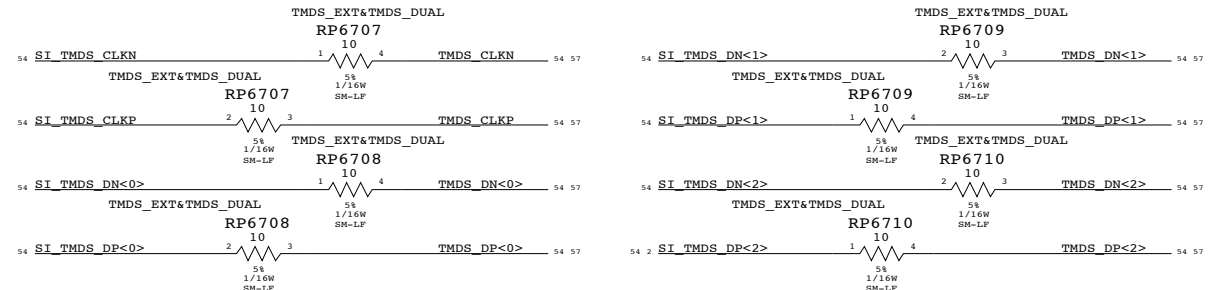 TMDS_EXT&TMDS_DUAL
RP6707
10
54 SI_TMDS_CLKN 1 4 TMDS_CLKN 54 57
5%
1/16W
SM-LF
TMDS_EXT&TMDS_DUAL
RP6707
10
54 SI_TMDS_CLKP 2 3 TMDS_CLKP 54 57
5%
1/16W
SM-LF
TMDS_EXT&TMDS_DUAL
RP6708
10
54 SI_TMDS_DN<0> 1 4 TMDS_DN<0> 54 57
5%
1/16W
SM-LF
TMDS_EXT&TMDS_DUAL
RP6708
10
54 SI_TMDS_DP<0> 2 3 TMDS_DP<0> 54 57
5%
1/16W
SM-LF
TMDS_EXT&TMDS_DUAL
RP6709
10
54 SI_TMDS_DN<1> 2 3 TMDS_DN<1> 54 57
5%
1/16W
SM-LF
TMDS_EXT&TMDS_DUAL
RP6709
10
54 SI_TMDS_DP<1> 1 4 TMDS_DP<1> 54 57
5%
1/16W
SM-LF
TMDS_EXT&TMDS_DUAL
RP6710
10
54 SI_TMDS_DN<2> 2 3 TMDS_DN<2> 54 57
5%
1/16W
SM-LF
TMDS_EXT&TMDS_DUAL
RP6710
10
54 2 SI_TMDS_DP<2> 1 4 TMDS_DP<2> 54 57
5%
1/16W
SM-LF